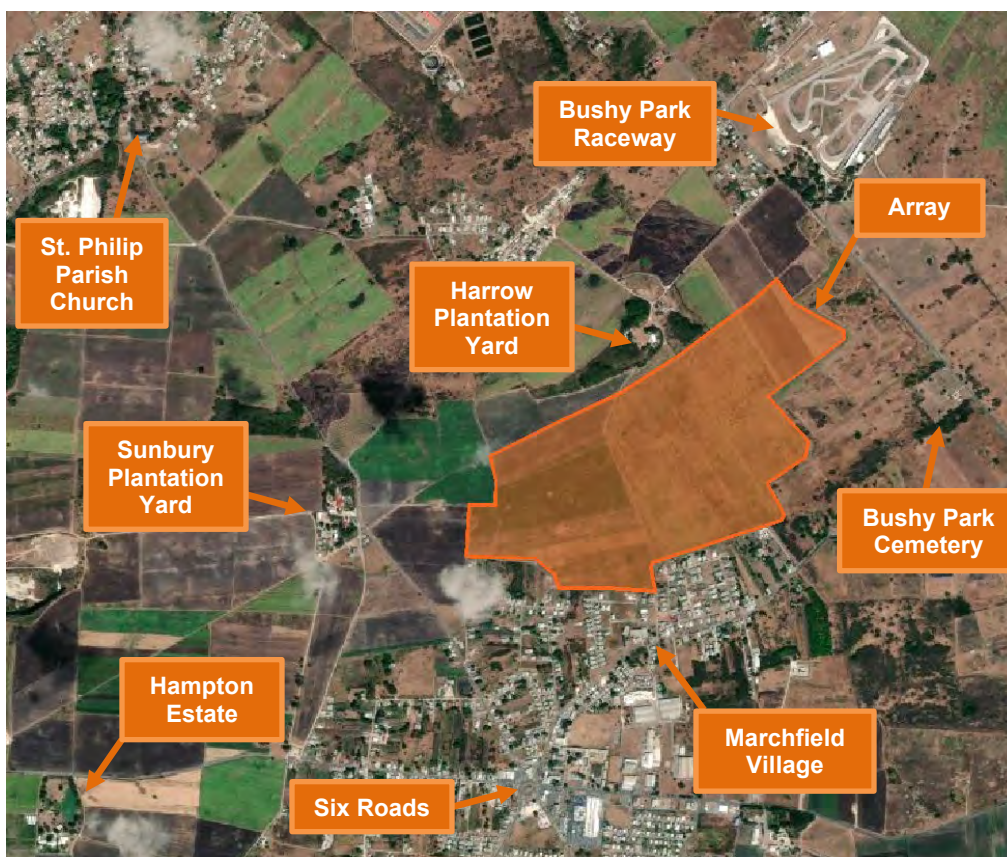 Bushy Park
Raceway
Array
St. Philip
Parish
Church
Harrow
Plantation
Yard
Sunbury
Plantation
Yard
Bushy Park
Cemetery
Hampton
Estate
Marchfield
Village
Six Roads